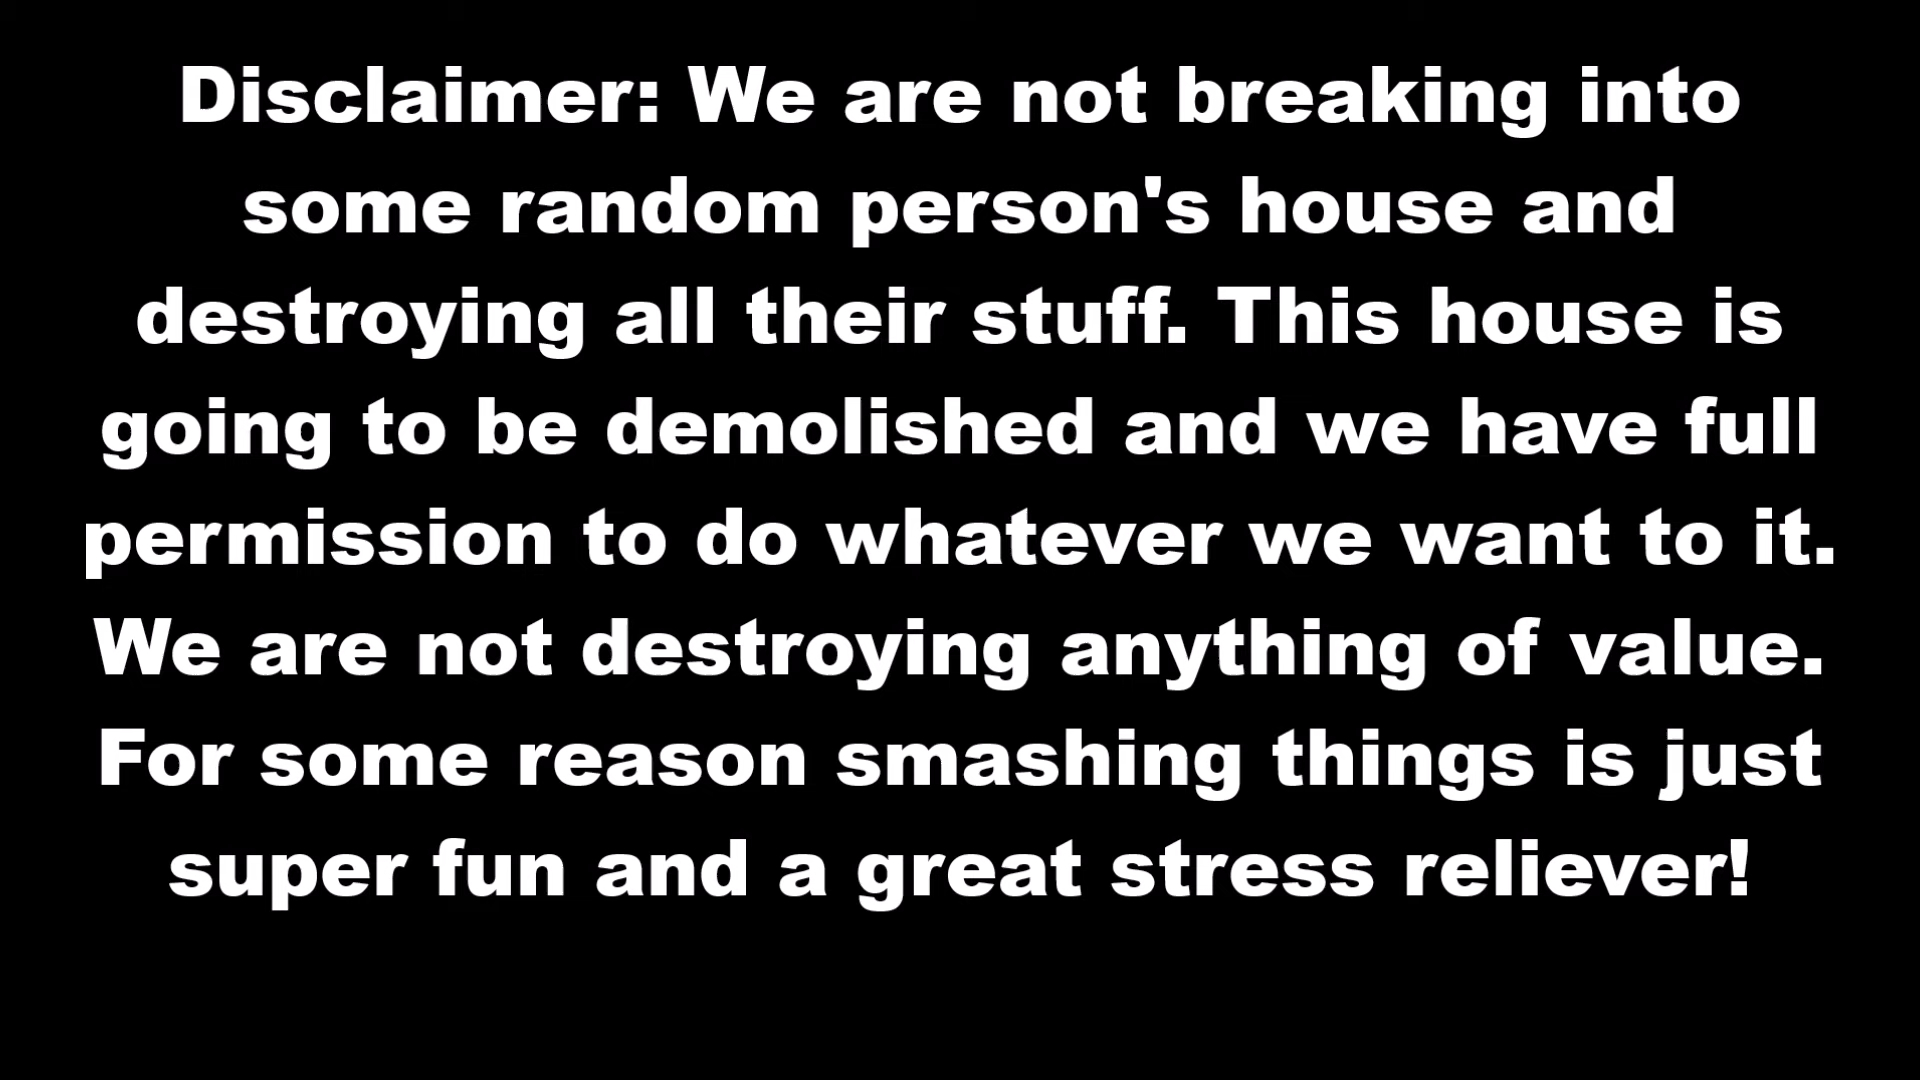 Disclaimer: We are not breaking into
some random person's house and
destroying all their stuff. This house is
going to be demolished and we have full
permission to do whatever we want to it.
We are not destroying anything of value.
For some reason smashing things is just
super fun and a great stress reliever!